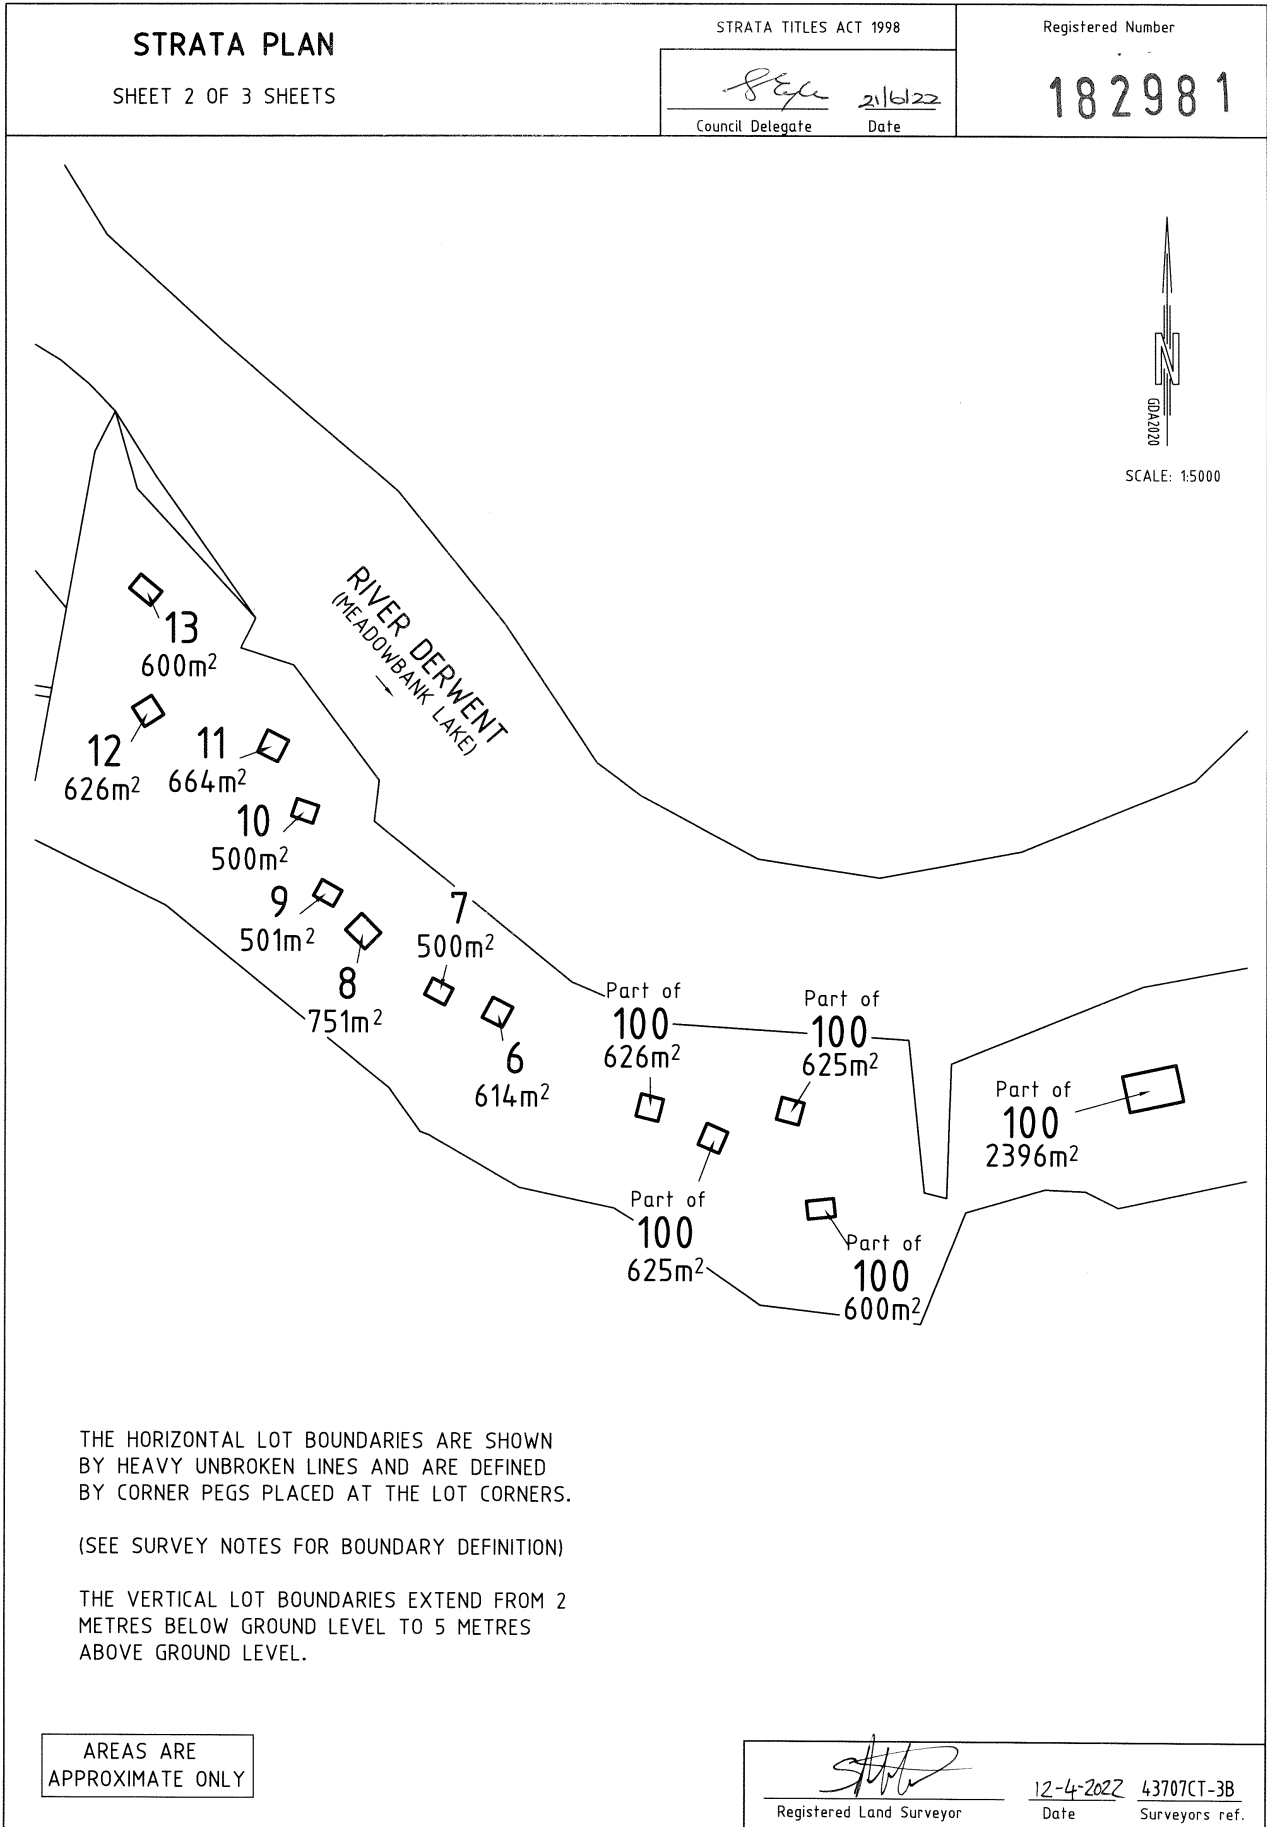 STRATA PLAN
SHEET 2 OF 3 SHEETS
STRATA TITLES ACT 1998
21/6/22
Council Delegate Date
Registered Number
182981
N
GDA2020
SCALE: 1:5000
RIVER DERWENT
(MEADOWBANK LAKE)
13
600m²
12
626m²
11
664m²
10
500m²
9
501m²
8
751m²
7
500m²
6
614m²
Part of
100
626m²
Part of
100
625m²
Part of
100
2396m²
Part of
100
625m²
Part of
100
600m²
THE HORIZONTAL LOT BOUNDARIES ARE SHOWN
BY HEAVY UNBROKEN LINES AND ARE DEFINED
BY CORNER PEGS PLACED AT THE LOT CORNERS.
(SEE SURVEY NOTES FOR BOUNDARY DEFINITION)
THE VERTICAL LOT BOUNDARIES EXTEND FROM 2
METRES BELOW GROUND LEVEL TO 5 METRES
ABOVE GROUND LEVEL.
AREAS ARE
APPROXIMATE ONLY
12-4-2022 43707CT-3B
Registered Land Surveyor Date Surveyors ref.